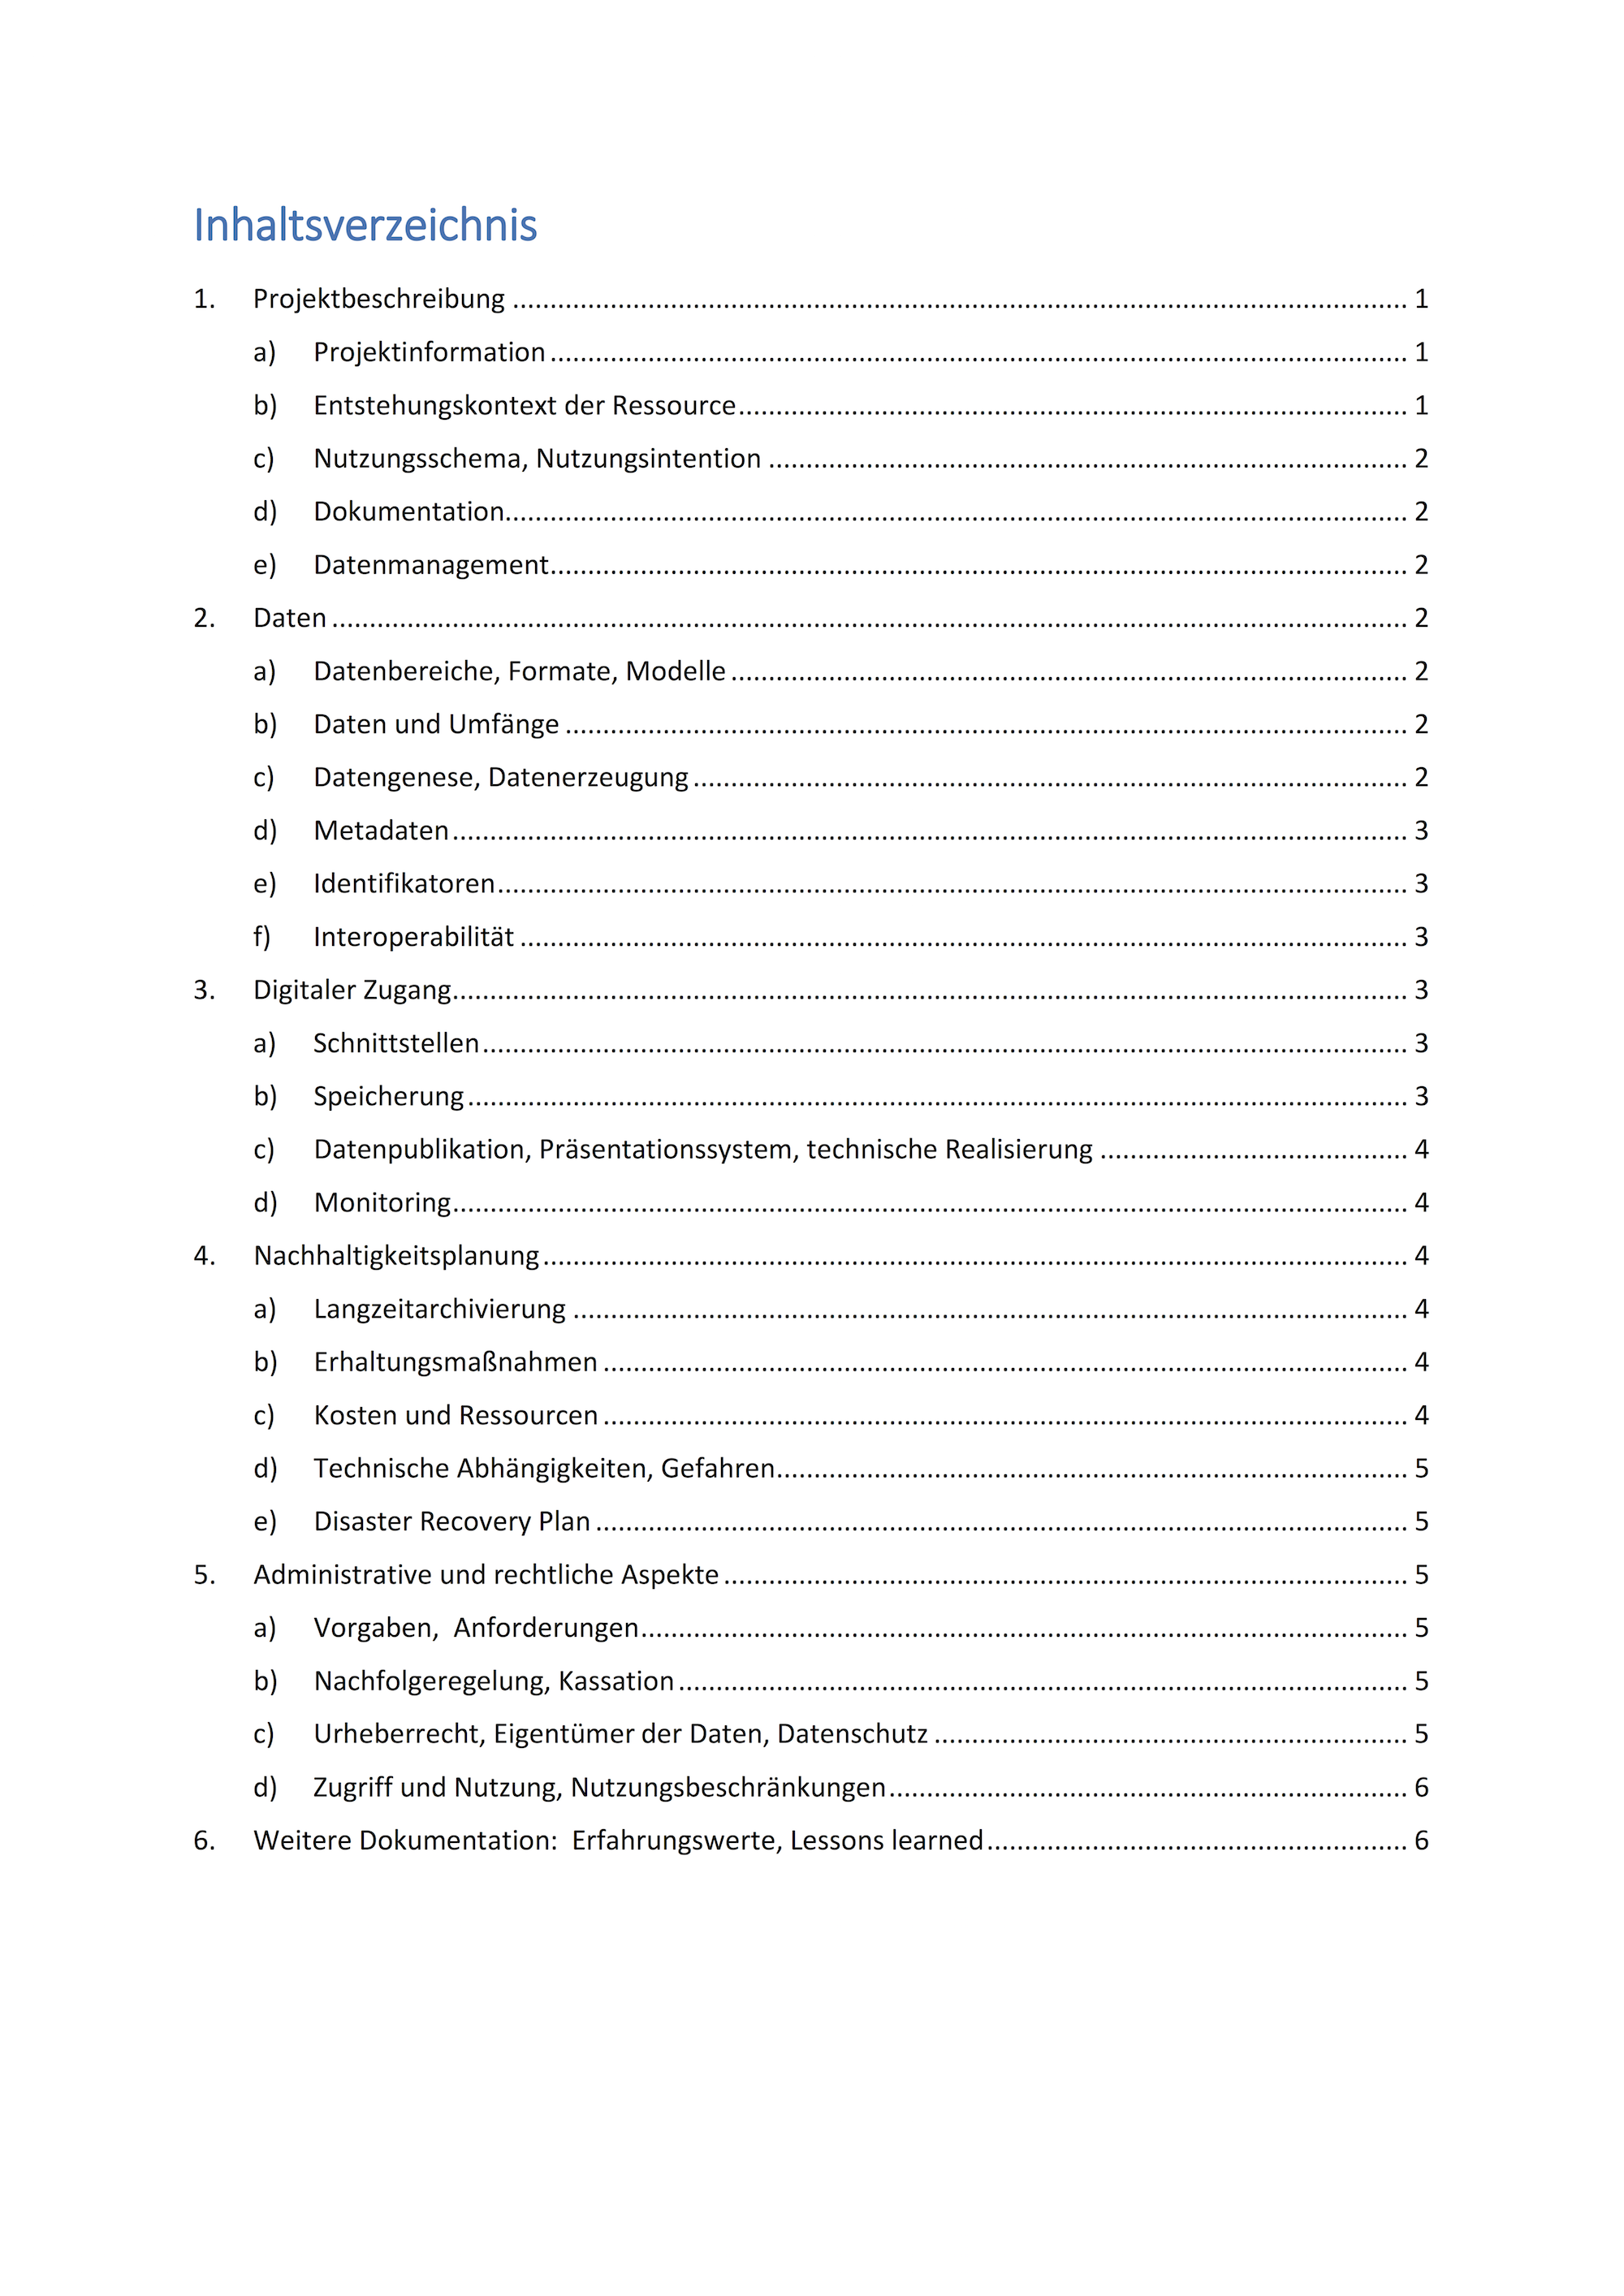 Inhaltsverzeichnis
1. Projektbeschreibung ........ 1
a) Projektinformation ........ 1
b) Entstehungskontext der Ressource ........ 1
c) Nutzungsschema, Nutzungsintention ........ 2
d) Dokumentation ........ 2
e) Datenmanagement ........ 2
2. Daten ........ 2
a) Datenbereiche, Formate, Modelle ........ 2
b) Daten und Umfänge ........ 2
c) Datengenese, Datenerzeugung ........ 2
d) Metadaten ........ 3
e) Identifikatoren ........ 3
f) Interoperabilität ........ 3
3. Digitaler Zugang ........ 3
a) Schnittstellen ........ 3
b) Speicherung ........ 3
c) Datenpublikation, Präsentationssystem, technische Realisierung ........ 4
d) Monitoring ........ 4
4. Nachhaltigkeitsplanung ........ 4
a) Langzeitarchivierung ........ 4
b) Erhaltungsmaßnahmen ........ 4
c) Kosten und Ressourcen ........ 4
d) Technische Abhängigkeiten, Gefahren ........ 5
e) Disaster Recovery Plan ........ 5
5. Administrative und rechtliche Aspekte ........ 5
a) Vorgaben, Anforderungen ........ 5
b) Nachfolgeregelung, Kassation ........ 5
c) Urheberrecht, Eigentümer der Daten, Datenschutz ........ 5
d) Zugriff und Nutzung, Nutzungsbeschränkungen ........ 6
6. Weitere Dokumentation: Erfahrungswerte, Lessons learned ........ 6